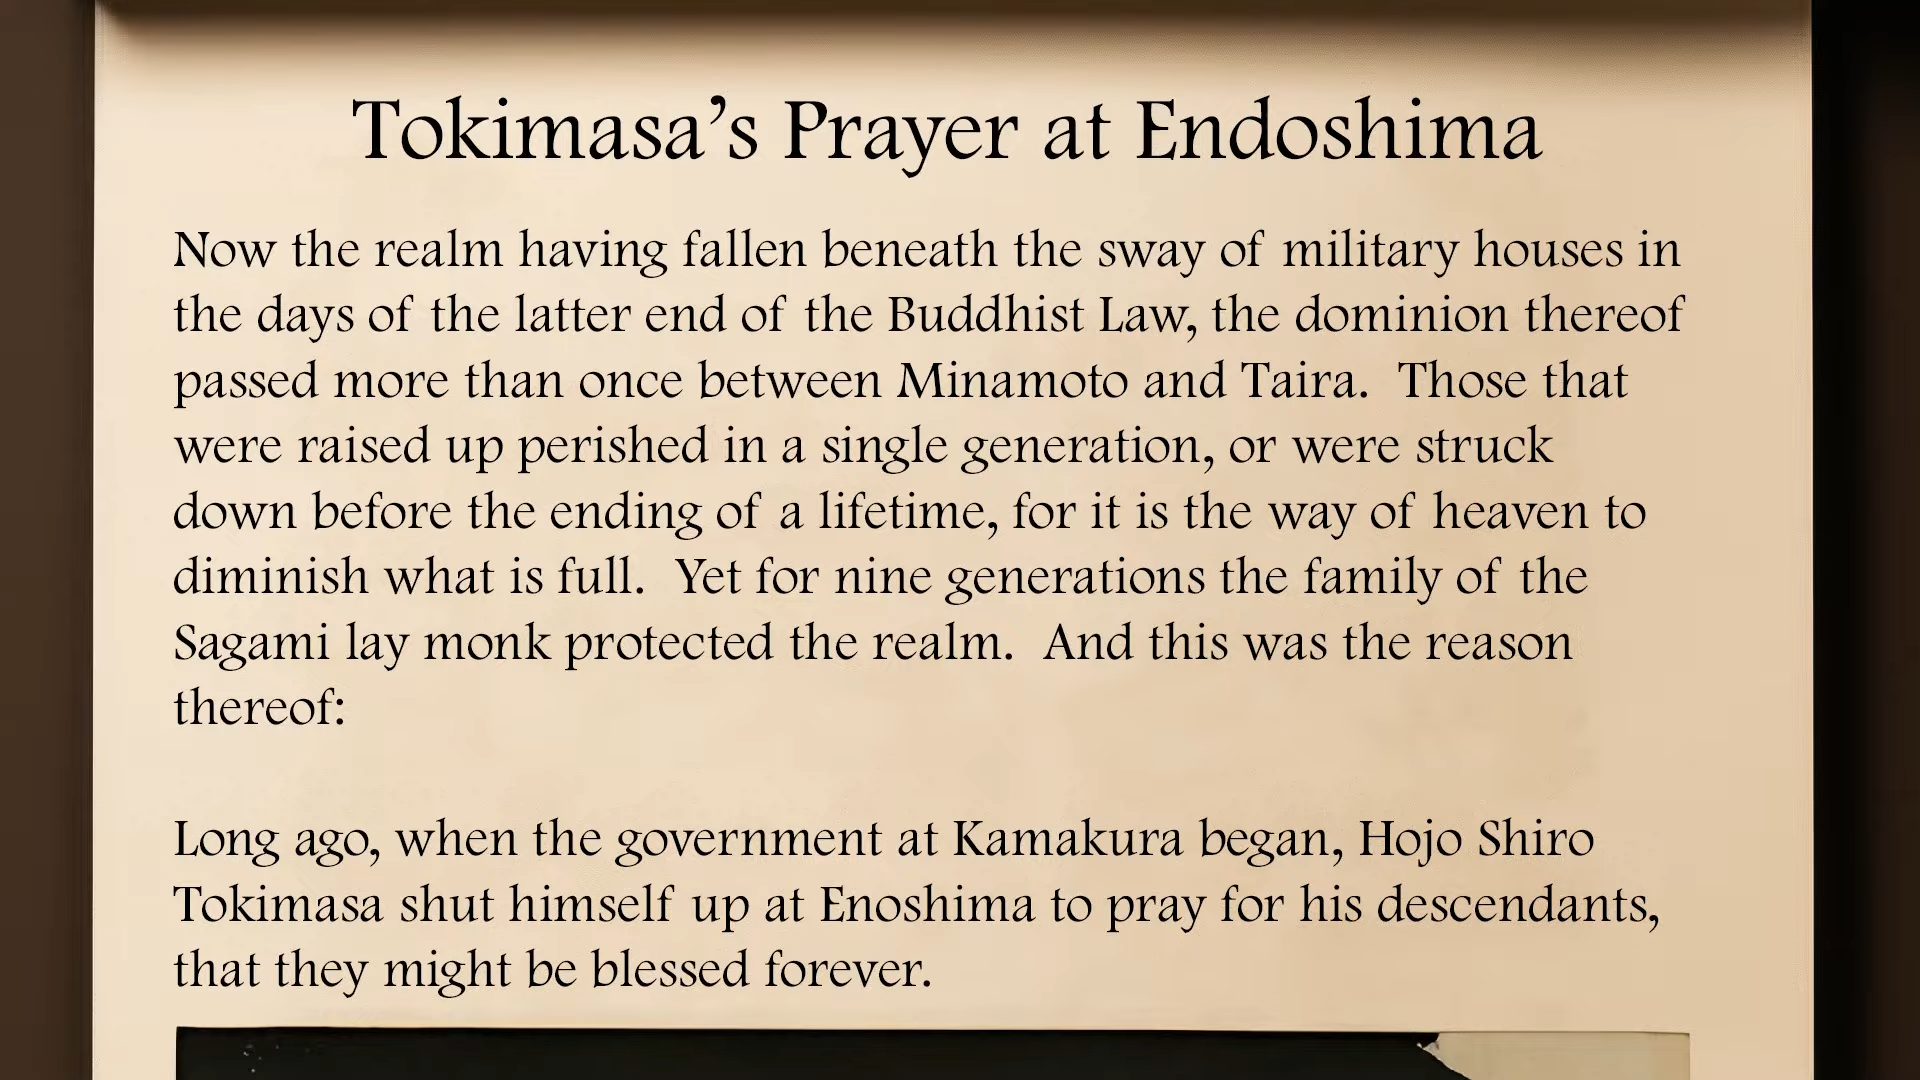 Tokimasa’s Prayer at Endoshima
Now the realm having fallen beneath the sway of military houses in
the days of the latter end of the Buddhist Law, the dominion thereof
passed more than once between Minamoto and Taira.  Those that
were raised up perished in a single generation, or were struck
down before the ending of a lifetime, for it is the way of heaven to
diminish what is full.  Yet for nine generations the family of the
Sagami lay monk protected the realm.  And this was the reason
thereof:
Long ago, when the government at Kamakura began, Hojo Shiro
Tokimasa shut himself up at Enoshima to pray for his descendants,
that they might be blessed forever.